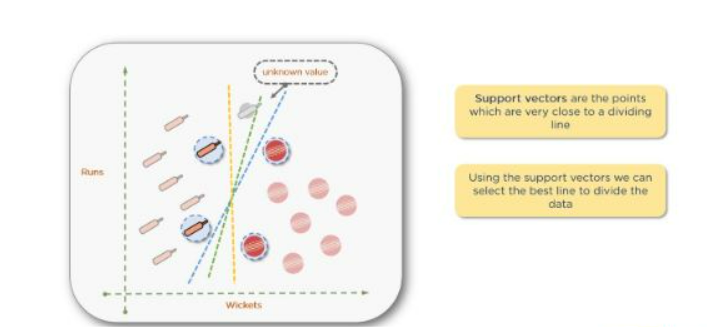 unknown value
Support vectors are the points
which are very close to a dividing
line
Runs
Using the support vectors we can
select the best line to divide the
data
Wickets